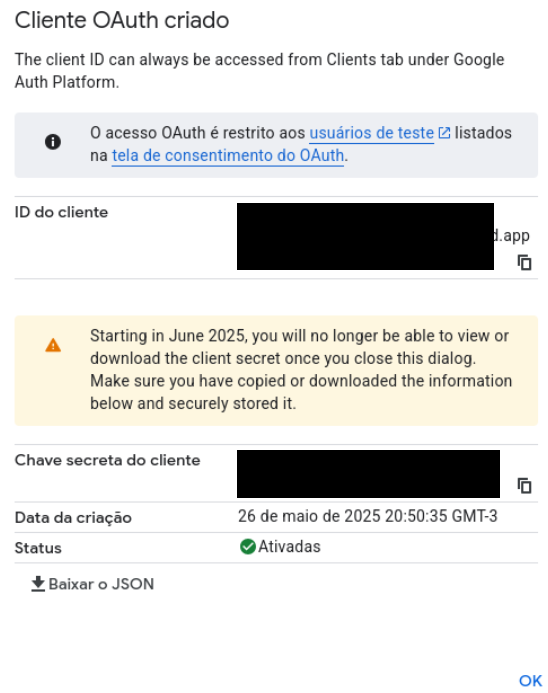 Cliente OAuth criado
The client ID can always be accessed from Clients tab under Google
Auth Platform.
O acesso OAuth é restrito aos usuários de teste listados
na tela de consentimento do OAuth.
ID do cliente
d.app
Starting in June 2025, you will no longer be able to view or
download the client secret once you close this dialog.
Make sure you have copied or downloaded the information
below and securely stored it.
Chave secreta do cliente
Data da criação 26 de maio de 2025 20:50:35 GMT-3
Status Ativadas
Baixar o JSON
OK